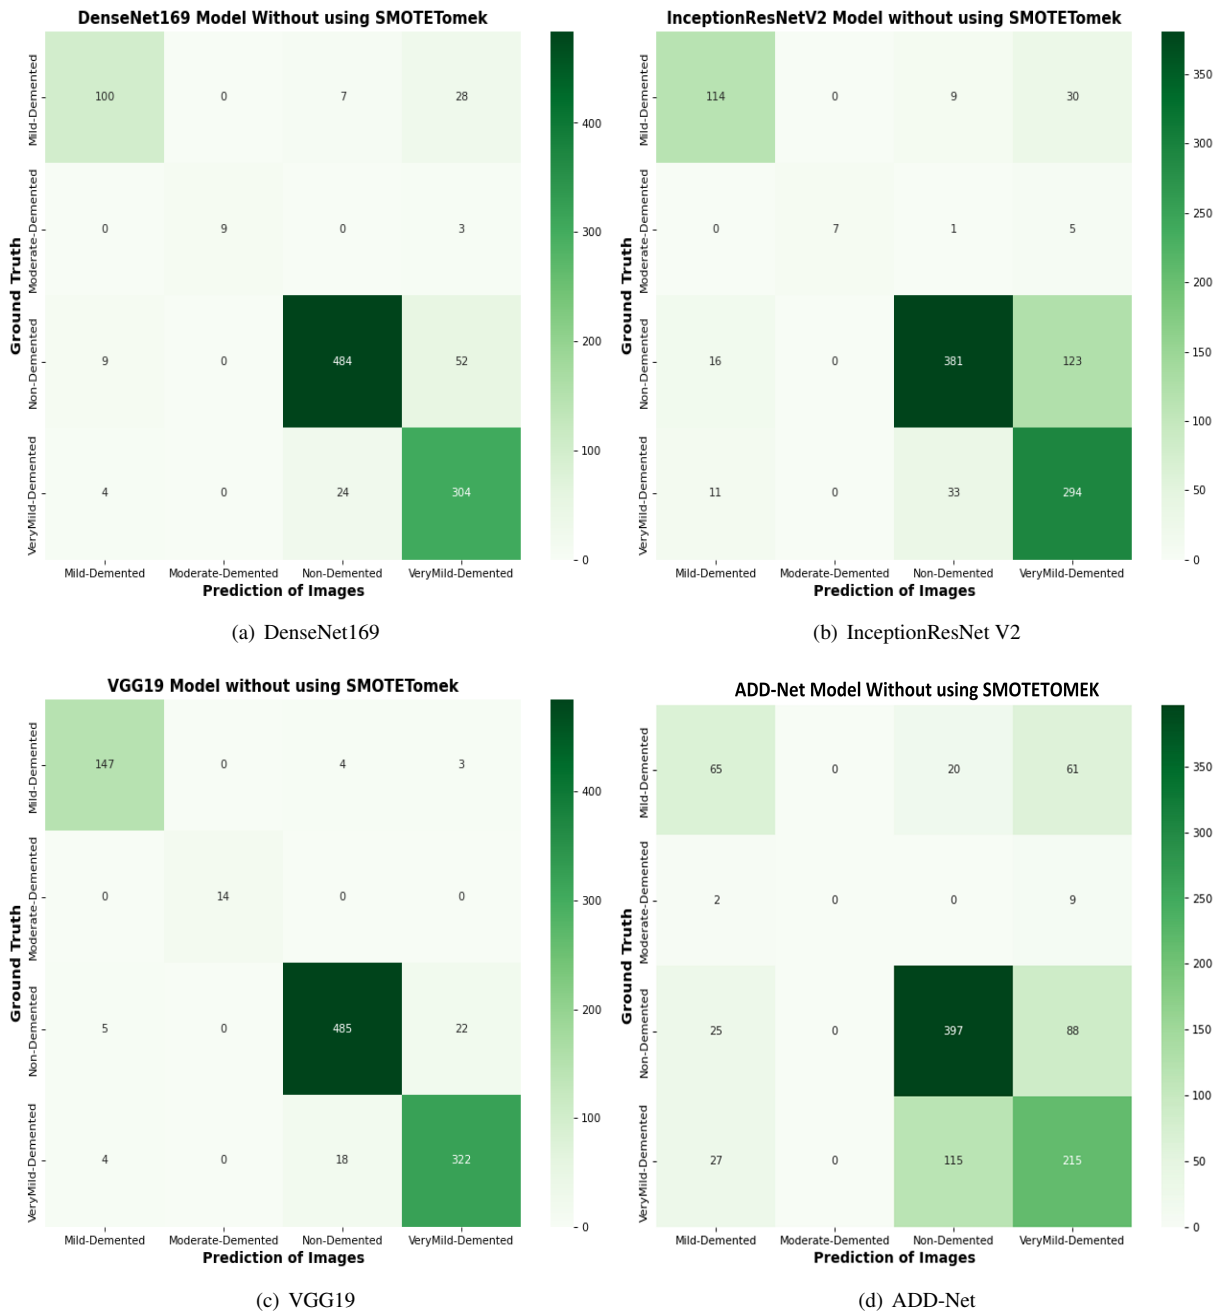 DenseNet169 Model Without using SMOTETomek
Mild-Demented
Moderate-Demented
Non-Demented
VeryMild-Demented
Ground Truth
100 0 7 28
0 9 0 3
9 0 484 52
4 0 24 304
400
300
200
100
0
Mild-Demented Moderate-Demented Non-Demented VeryMild-Demented
Prediction of Images
(a) DenseNet169
InceptionResNetV2 Model without using SMOTETomek
Mild-Demented
Moderate-Demented
Non-Demented
VeryMild-Demented
Ground Truth
114 0 9 30
0 7 1 5
16 0 381 123
11 0 33 294
350
300
250
200
150
100
50
0
Mild-Demented Moderate-Demented Non-Demented VeryMild-Demented
Prediction of Images
(b) InceptionResNet V2
VGG19 Model without using SMOTETomek
Mild-Demented
Moderate-Demented
Non-Demented
VeryMild-Demented
Ground Truth
147 0 4 3
0 14 0 0
5 0 485 22
4 0 18 322
400
300
200
100
0
Mild-Demented Moderate-Demented Non-Demented VeryMild-Demented
Prediction of Images
(c) VGG19
ADD-Net Model Without using SMOTETOMEK
Mild-Demented
Moderate-Demented
Non-Demented
VeryMild-Demented
Ground Truth
65 0 20 61
2 0 0 9
25 0 397 88
27 0 115 215
350
300
250
200
150
100
50
0
Mild-Demented Moderate-Demented Non-Demented VeryMild-Demented
Prediction of Images
(d) ADD-Net